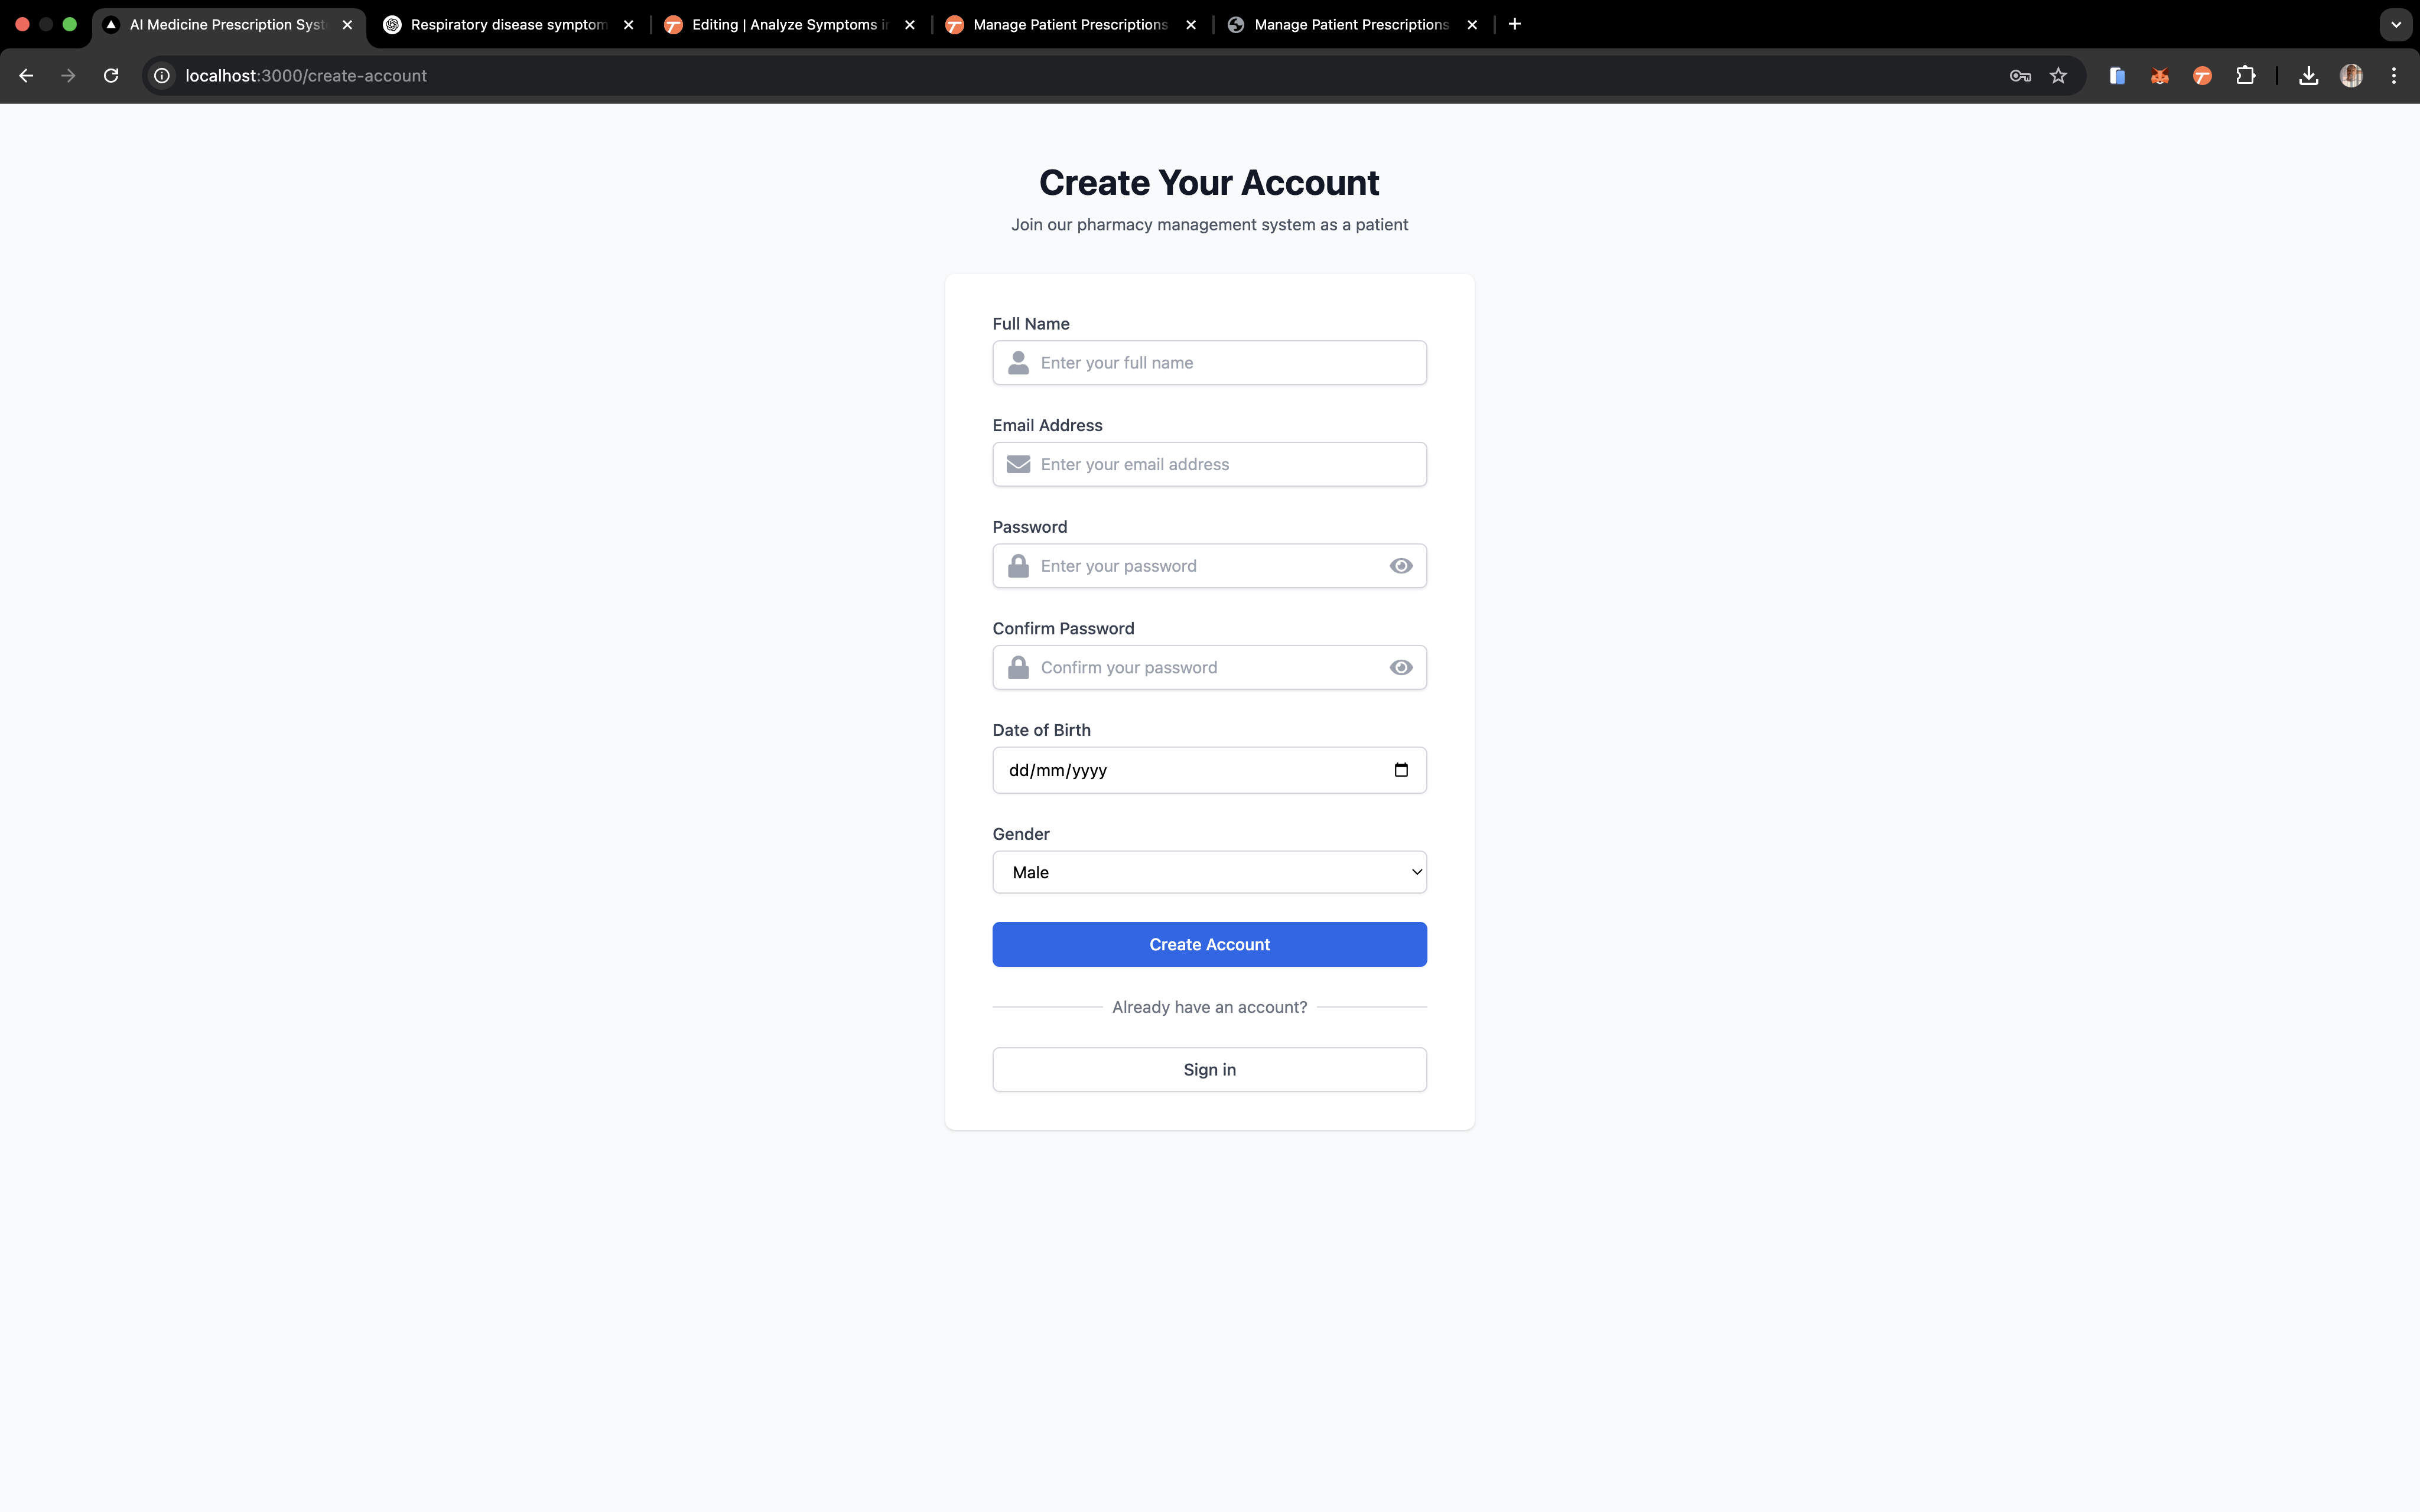 AI Medicine Prescription Syst
Respiratory disease symptom
Editing | Analyze Symptoms i
Manage Patient Prescriptions
Manage Patient Prescriptions
localhost:3000/create-account
Create Your Account
Join our pharmacy management system as a patient
Full Name
Enter your full name
Email Address
Enter your email address
Password
Enter your password
Confirm Password
Confirm your password
Date of Birth
dd/mm/yyyy
Gender
Male
Create Account
Already have an account?
Sign in